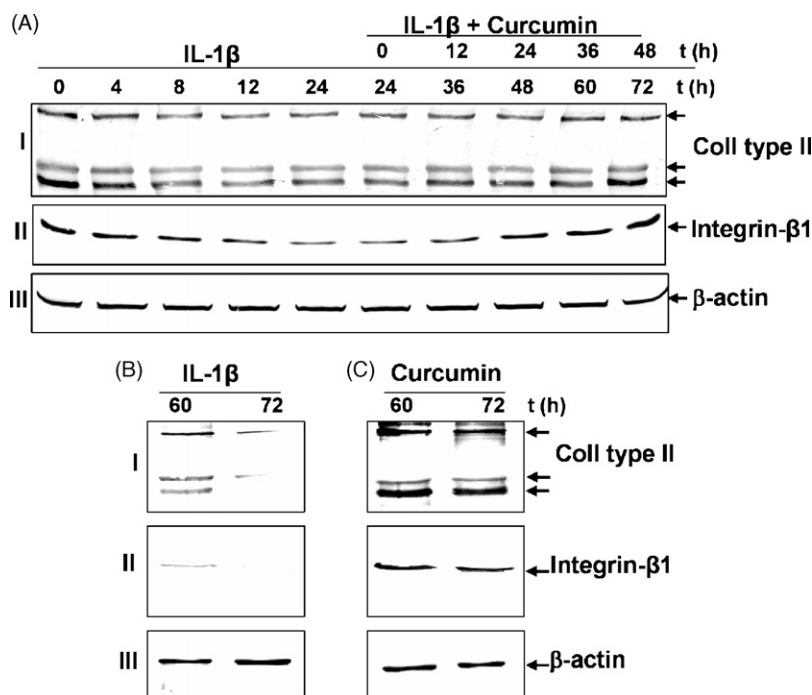 (A)
IL-1β + Curcumin
IL-1β 0 12 24 36 48 t (h)
0 4 8 12 24 24 36 48 60 72 t (h)
I Coll type II
II Integrin-β1
III β-actin
(B) IL-1β (C) Curcumin
60 72 60 72 t (h)
I Coll type II
II Integrin-β1
III β-actin